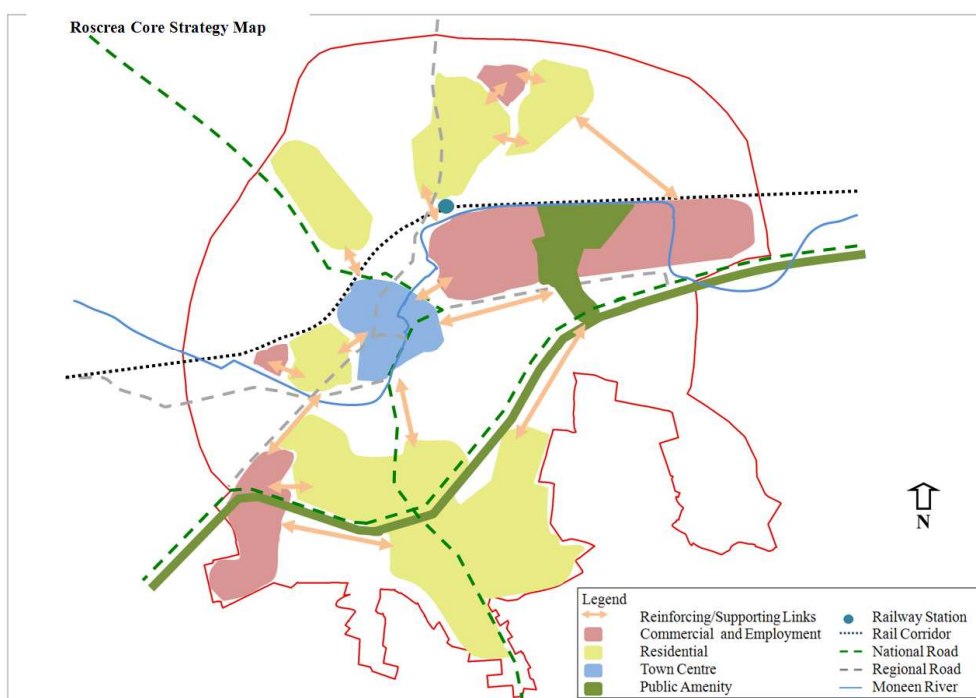 Roscrea Core Strategy Map
N
Legend
Reinforcing/Supporting Links
Commercial and Employment
Residential
Town Centre
Public Amenity
Railway Station
Rail Corridor
National Road
Regional Road
Moneen River